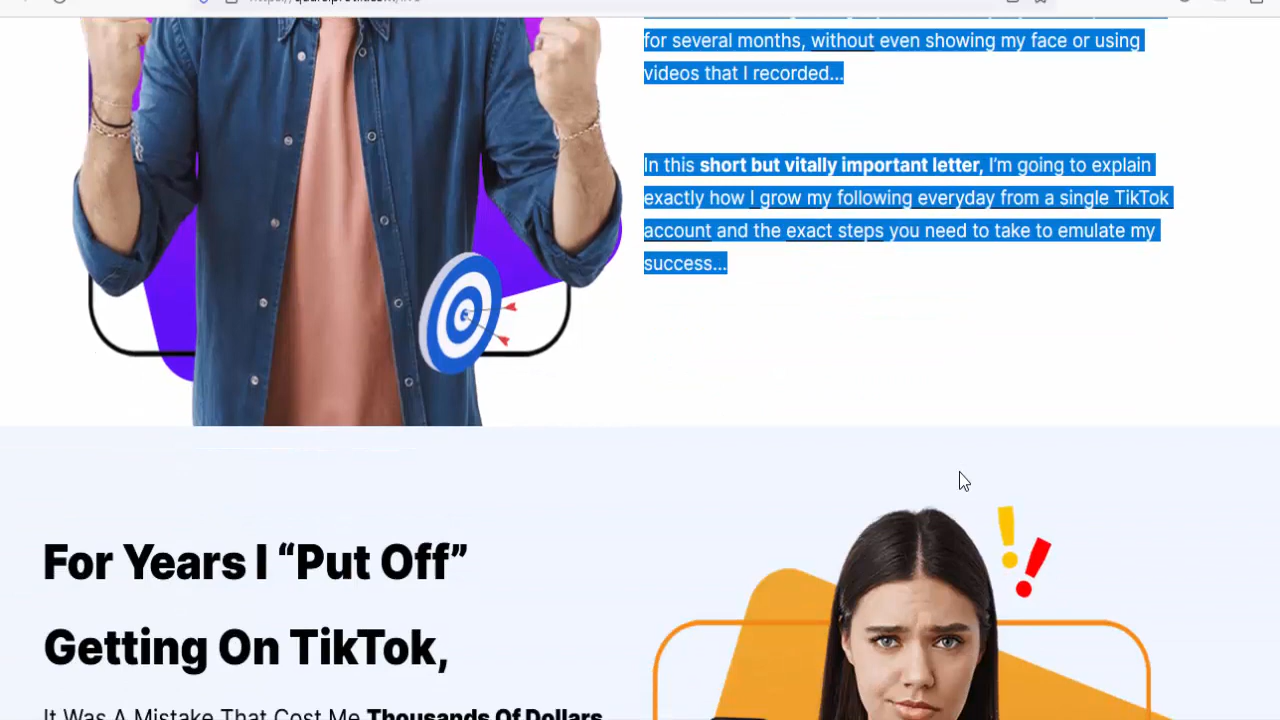 for several months, without even showing my face or using
videos that I recorded...
In this short but vitally important letter, I'm going to explain
exactly how I grow my following everyday from a single TikTok
account and the exact steps you need to take to emulate my
success...
For Years I “Put Off”
Getting On TikTok,
It Was A Mistake That Cost Me Thousands Of Dollars